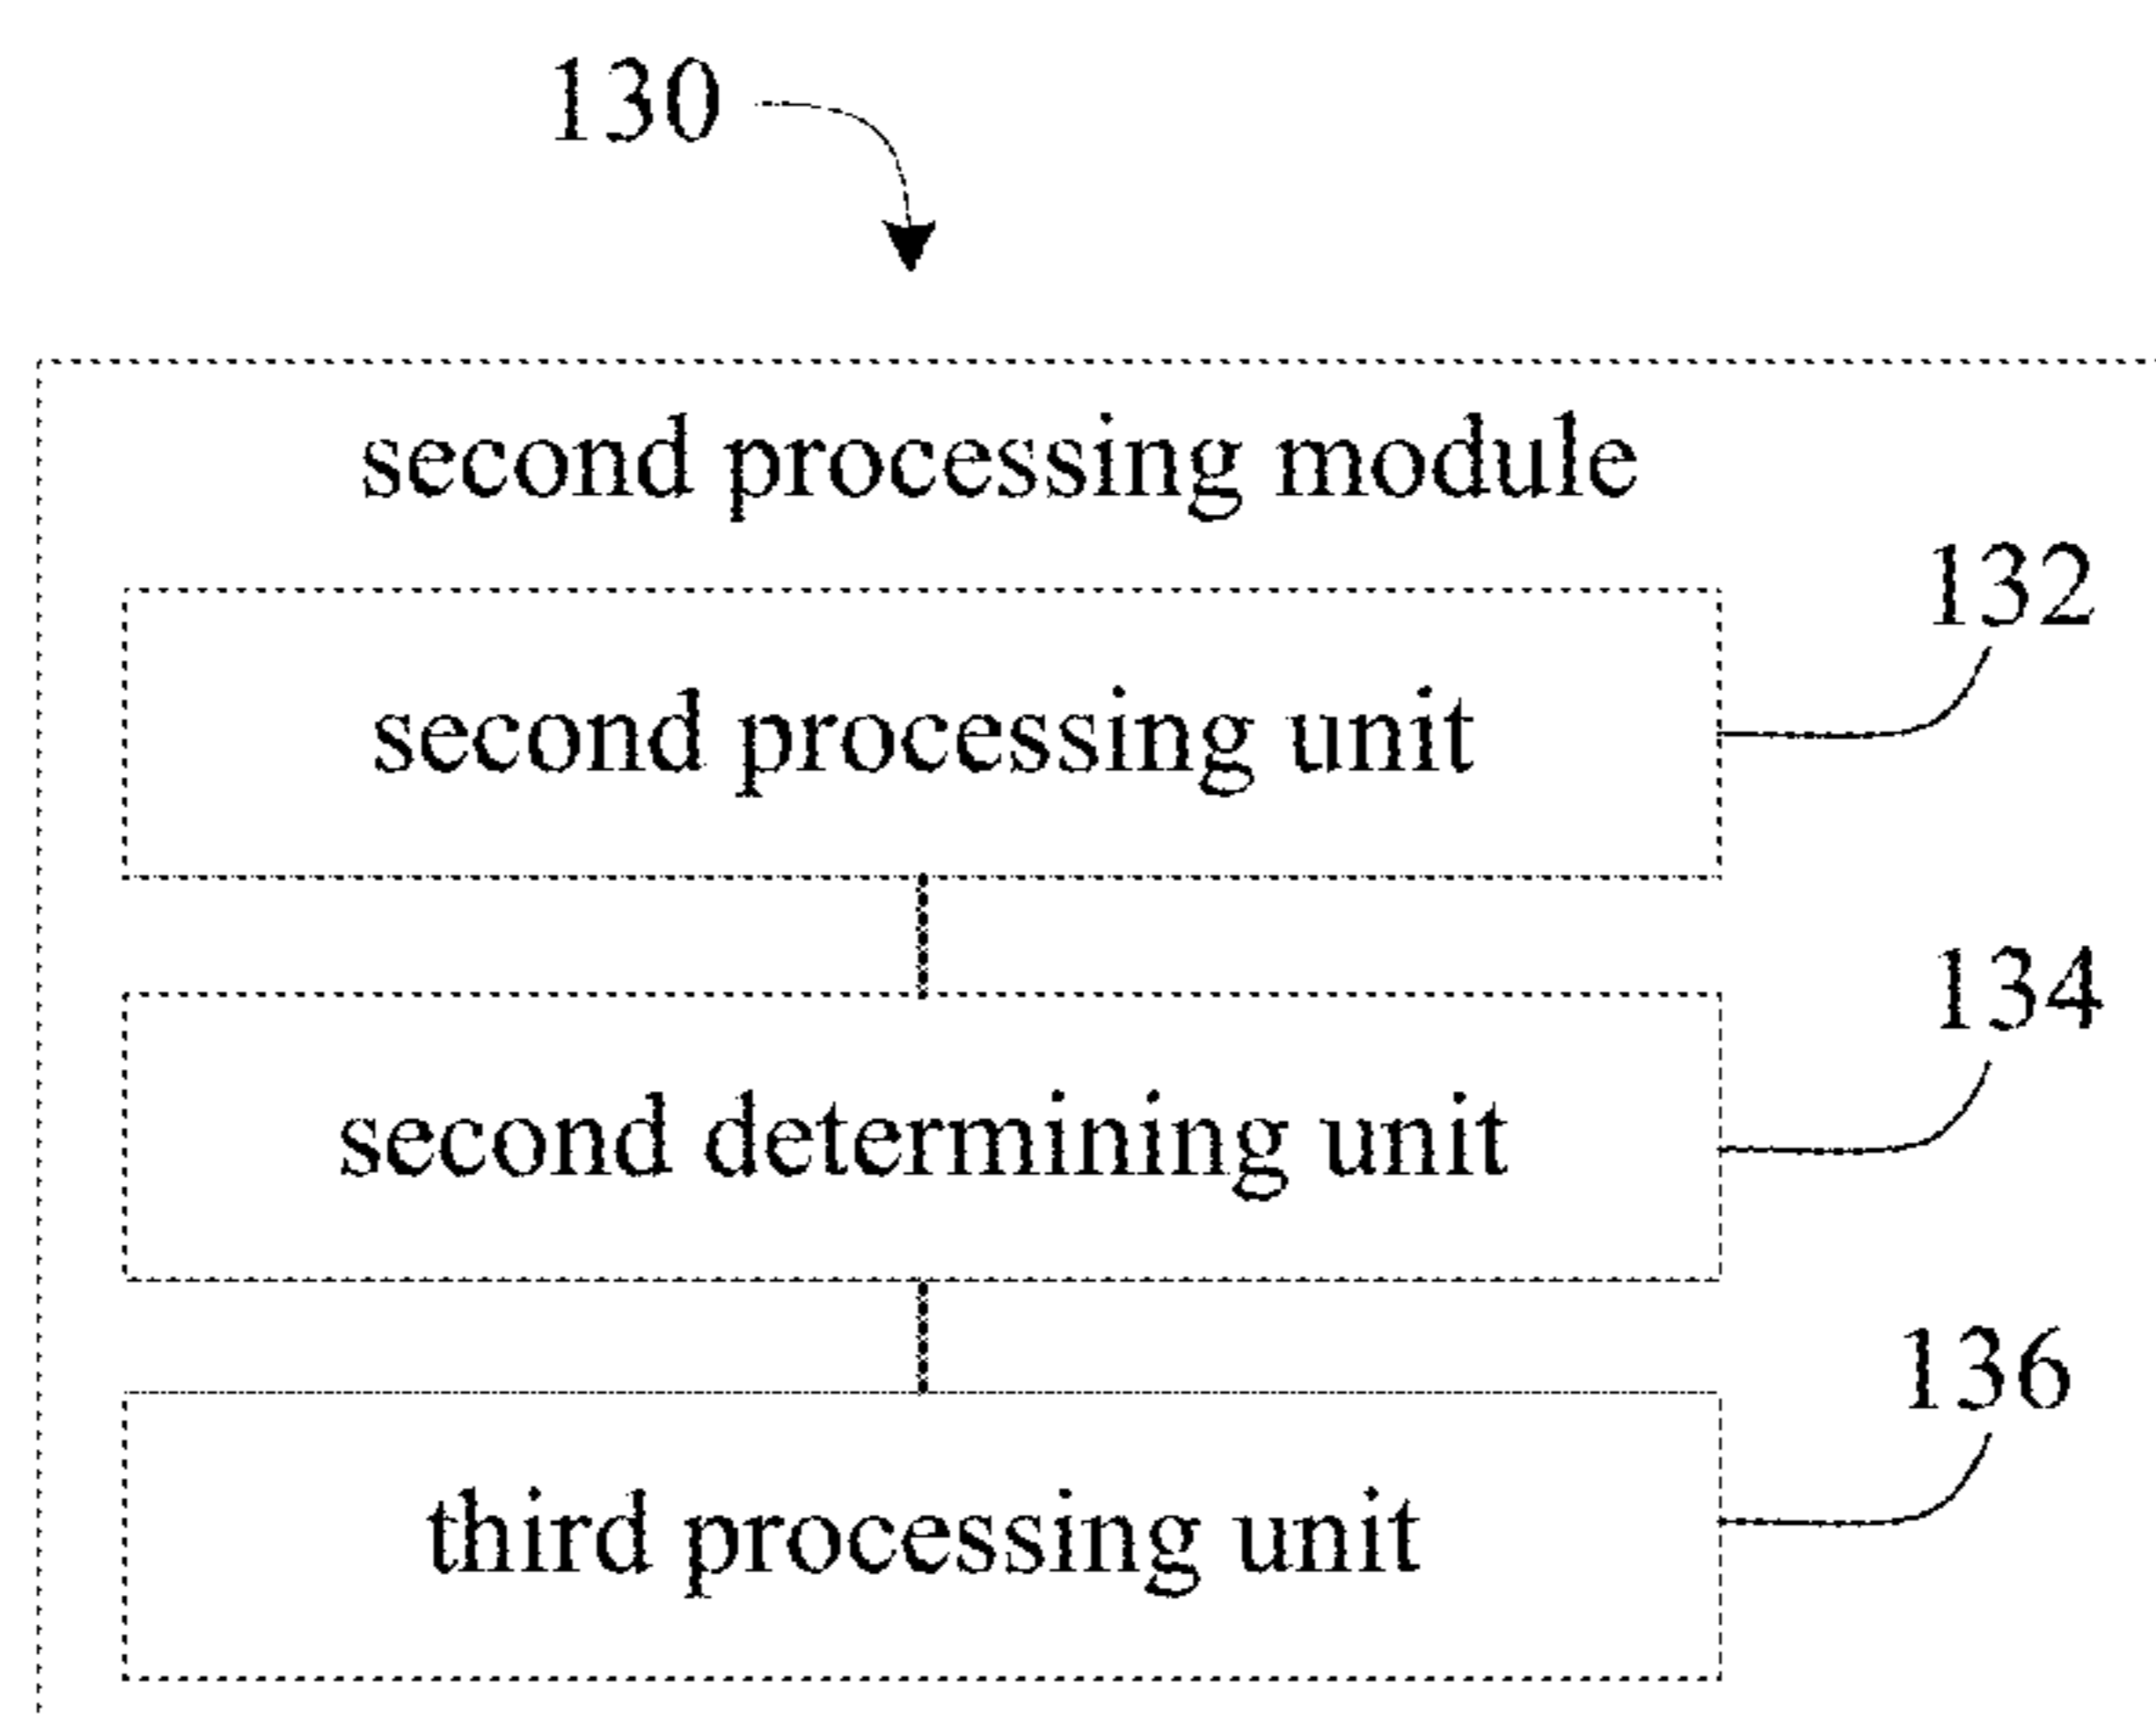 130
second processing module
132
second processing unit
134
second determining unit
136
third processing unit